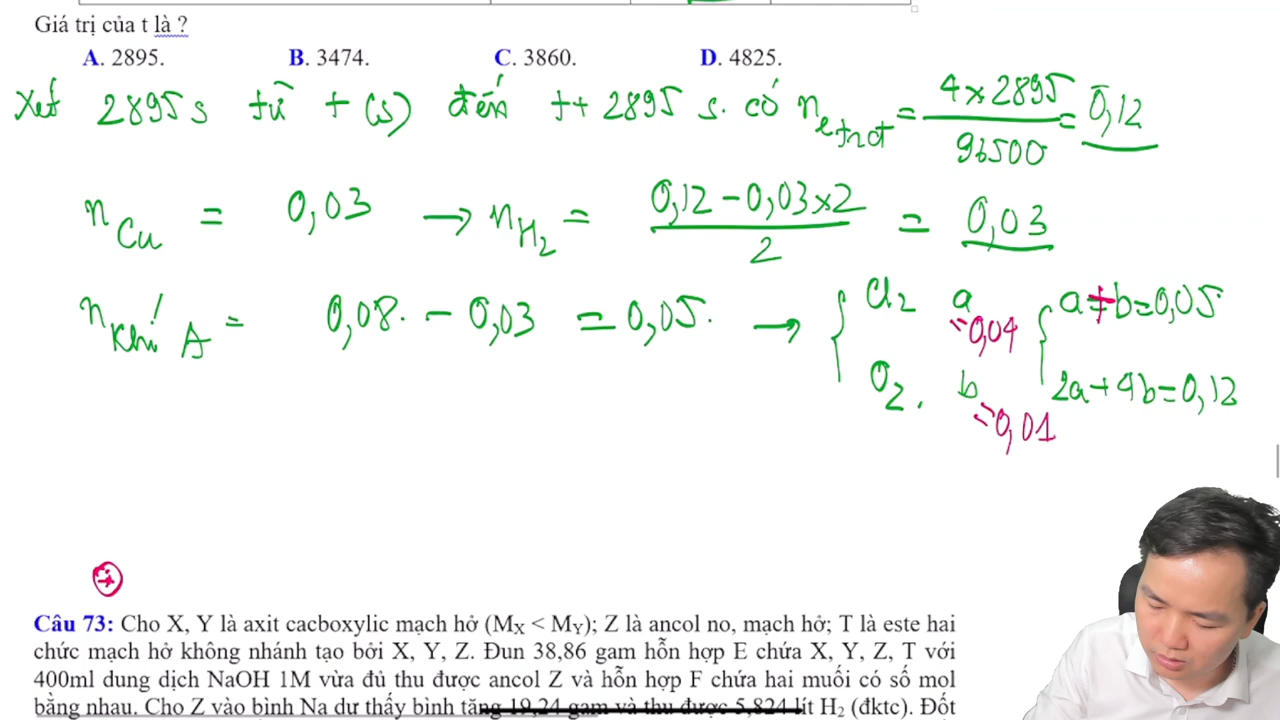 Giá trị của t là ?
A. 2895. B. 3474. C. 3860. D. 4825.
Xét 2895 s từ t (s) đến t+ 2895 s. có n e trđt = 4 x 2895 / 96500 = 0,12
n Cu = 0,03 → n H2 = 0,12 - 0,03 x 2 / 2 = 0,03
n khí A = 0,08 - 0,03 = 0,05. → { Cl2 a = 0,04 { a + b = 0,05
O2. b = 0,01 2a + 4b = 0,12
Câu 73: Cho X, Y là axit cacboxylic mạch hở (MX < MY); Z là ancol no, mạch hở; T là este hai
chức mạch hở không nhánh tạo bởi X, Y, Z. Đun 38,86 gam hỗn hợp E chứa X, Y, Z, T với
400ml dung dịch NaOH 1M vừa đủ thu được ancol Z và hỗn hợp F chứa hai muối có số mol
bằng nhau. Cho Z vào bình Na dư thấy bình tăng 19,24 gam và thu được 5,824 lít H2 (đktc). Đốt